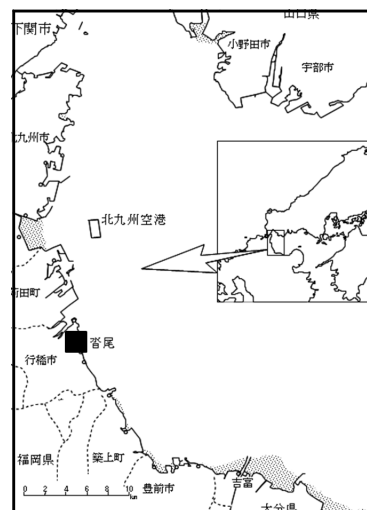 山口県
下関市
小野田市
宇部市
九州市
北九州空港
苅田町
沓尾
行橋市
福岡県
築上町
豊前市
吉富
大分県
0 2 4 6 8 10
km